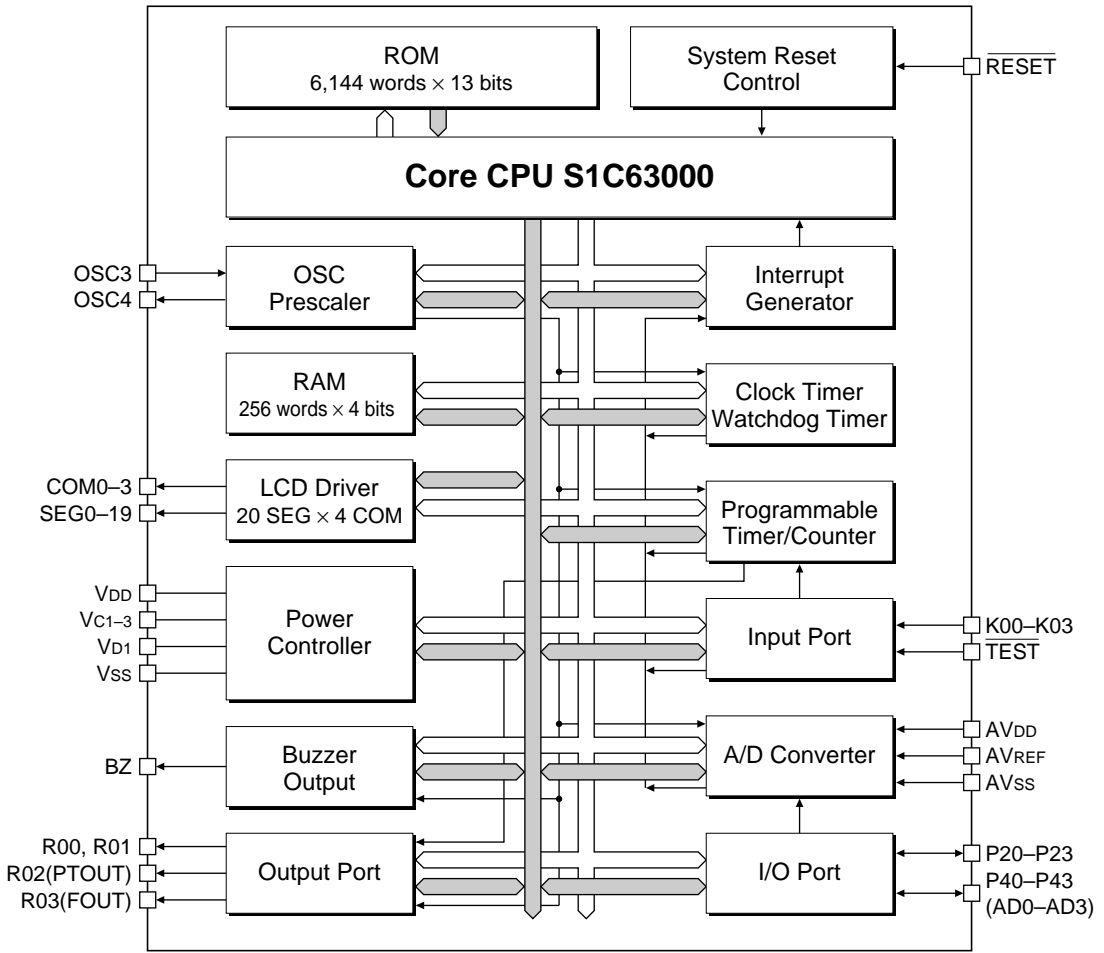 ROM
6,144 words × 13 bits
System Reset
Control
RESET
Core CPU S1C63000
OSC3
OSC4
OSC
Prescaler
Interrupt
Generator
RAM
256 words × 4 bits
Clock Timer
Watchdog Timer
COM0–3
SEG0–19
LCD Driver
20 SEG × 4 COM
Programmable
Timer/Counter
VDD
VC1–3
VD1
VSS
Power
Controller
Input Port
K00–K03
TEST
BZ
Buzzer
Output
A/D Converter
AVDD
AVREF
AVSS
R00, R01
R02(PTOUT)
R03(FOUT)
Output Port
I/O Port
P20–P23
P40–P43
(AD0–AD3)